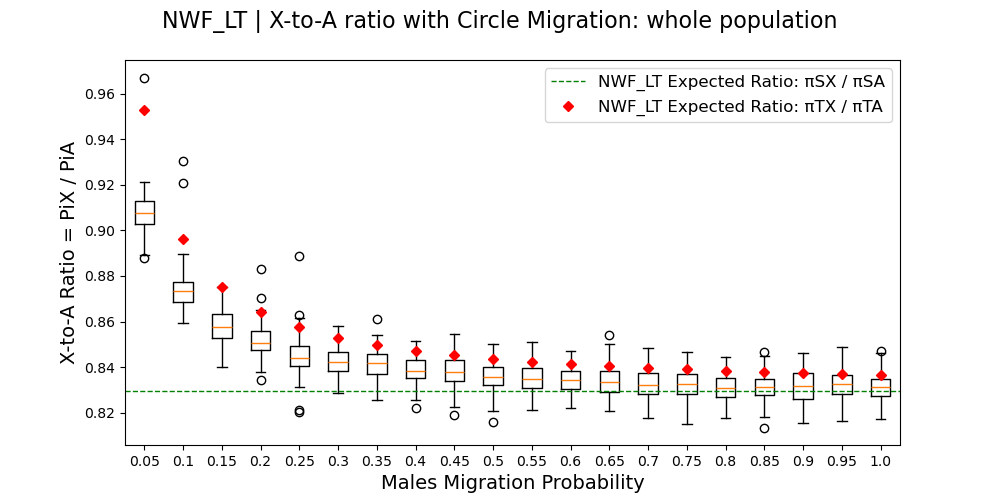 NWF_LT | X-to-A ratio with Circle Migration: whole population
NWF_LT Expected Ratio: πSX / πSA
NWF_LT Expected Ratio: πTX / πTA
X-to-A Ratio = PiX / PiA
0.96
0.94
0.92
0.90
0.88
0.86
0.84
0.82
0.05 0.1 0.15 0.2 0.25 0.3 0.35 0.4 0.45 0.5 0.55 0.6 0.65 0.7 0.75 0.8 0.85 0.9 0.95 1.0
Males Migration Probability